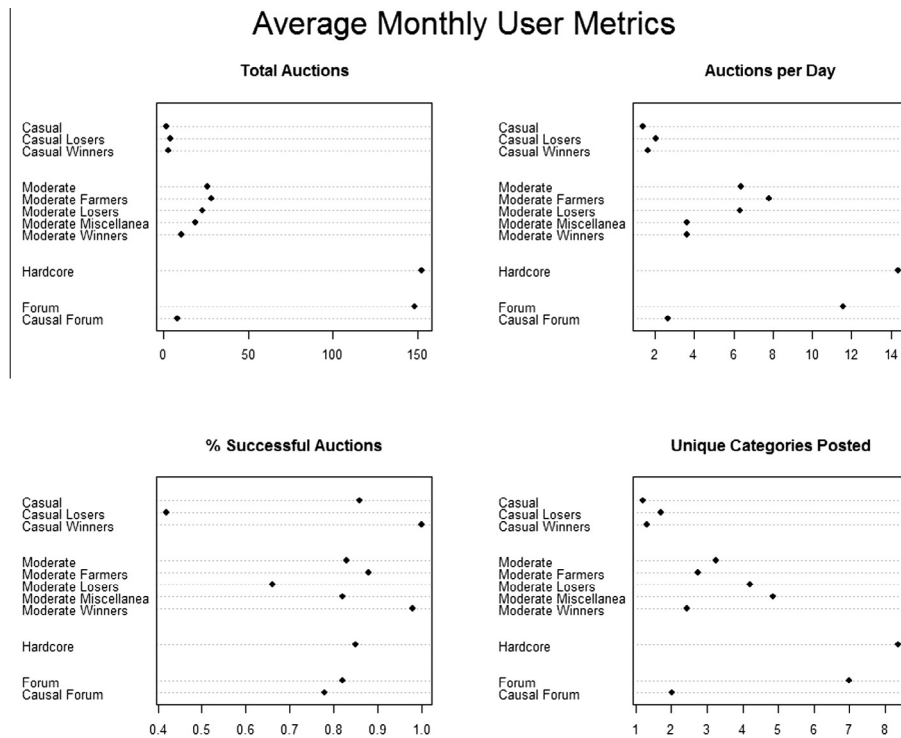 Average Monthly User Metrics
Total Auctions
Casual
Casual Losers
Casual Winners
Moderate
Moderate Farmers
Moderate Losers
Moderate Miscellanea
Moderate Winners
Hardcore
Forum
Causal Forum
0 50 100 150
Auctions per Day
Casual
Casual Losers
Casual Winners
Moderate
Moderate Farmers
Moderate Losers
Moderate Miscellanea
Moderate Winners
Hardcore
Forum
Causal Forum
2 4 6 8 10 12 14
% Successful Auctions
Casual
Casual Losers
Casual Winners
Moderate
Moderate Farmers
Moderate Losers
Moderate Miscellanea
Moderate Winners
Hardcore
Forum
Causal Forum
0.4 0.5 0.6 0.7 0.8 0.9 1.0
Unique Categories Posted
Casual
Casual Losers
Casual Winners
Moderate
Moderate Farmers
Moderate Losers
Moderate Miscellanea
Moderate Winners
Hardcore
Forum
Causal Forum
1 2 3 4 5 6 7 8